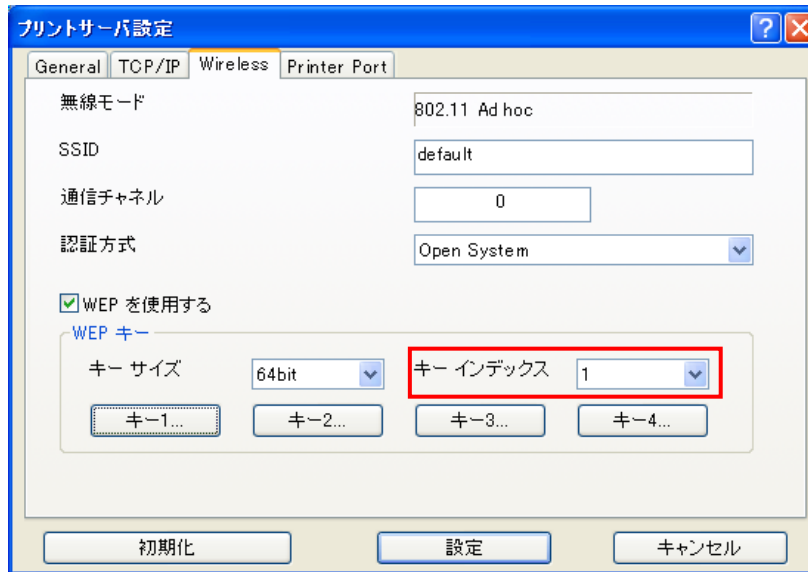 プリントサーバ設定
General TCP/IP Wireless Printer Port
無線モード 802.11 Ad hoc
SSID default
通信チャネル 0
認証方式 Open System
WEP を使用する
WEP キー
キー サイズ 64bit キー インデックス 1
キー1... キー2... キー3... キー4...
初期化 設定 キャンセル